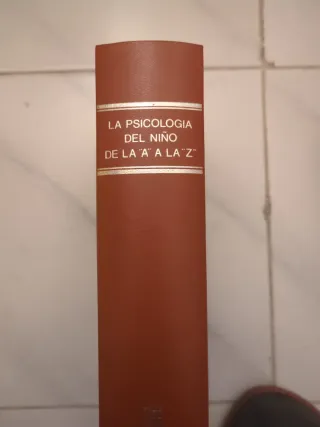 LA PSICOLOGIA
DEL NIÑO
DE LA "A" A LA "Z"